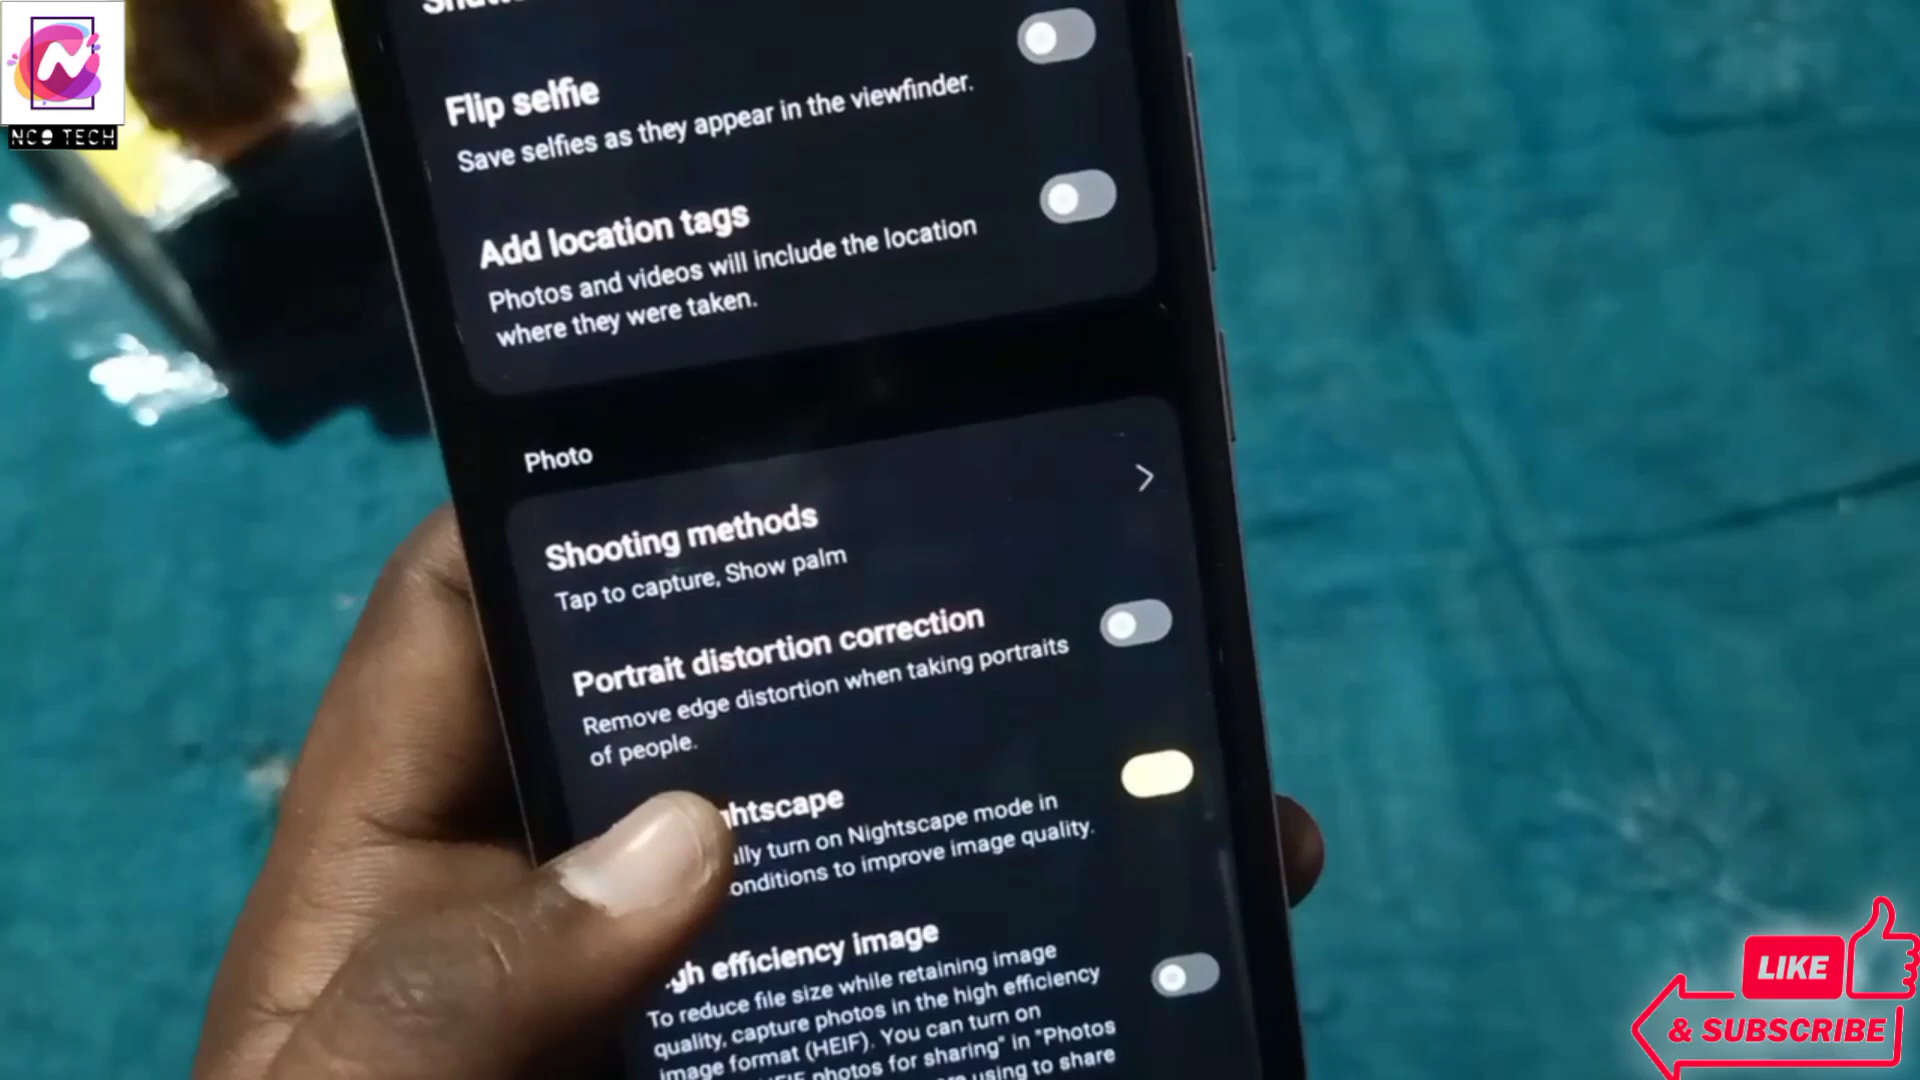 NCO TECH
Flip selfie
Save selfies as they appear in the viewfinder.
Add location tags
Photos and videos will include the location
where they were taken.
Photo
Shooting methods
Tap to capture, Show palm
Portrait distortion correction
Remove edge distortion when taking portraits
of people.
turn on Nightscape mode in
to improve image quality.
efficiency image
To reduce file size while retaining image
quality, capture photos in the high efficiency
image format (HEIF). You can turn on
photos for sharing" in "Photos
using to share
LIKE
& SUBSCRIBE